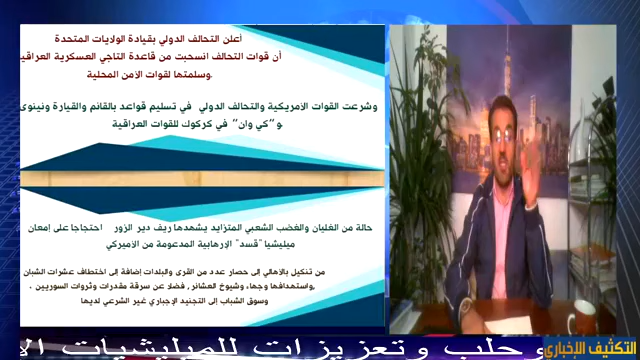 أعلن التحالف الدولي بقيادة الولايات المتحدة
أن قوات التحالف انسحبت من قاعدة التاجي العسكرية العراقية
وسلمتها لقوات الأمن المحلية.
وشرعت القوات الأمريكية والتحالف الدولي في تسليم قواعد بالقائم والقيارة ونينوى
و "كي وان" في كركوك للقوات العراقية.
حالة من الغليان والغضب الشعبي المتزايد يشهدها ريف دير الزور احتجاجا على إمعان
ميليشيا "قسد" الإرهابية المدعومة من الأميركي
من تنكيل بالأهالي إلى حصار عدد من القرى والبلدات إضافة إلى اختطاف عشرات الشبان
واستهدافها وجهاء وشيوخ العشائر , فضلا عن سرقة مقدرات وثروات السوريين ,
وسوق الشباب إلى التجنيد الإجباري غير الشرعي لديها
وحلب وتعزيزات للميليشيات
التكثيف الإخباري